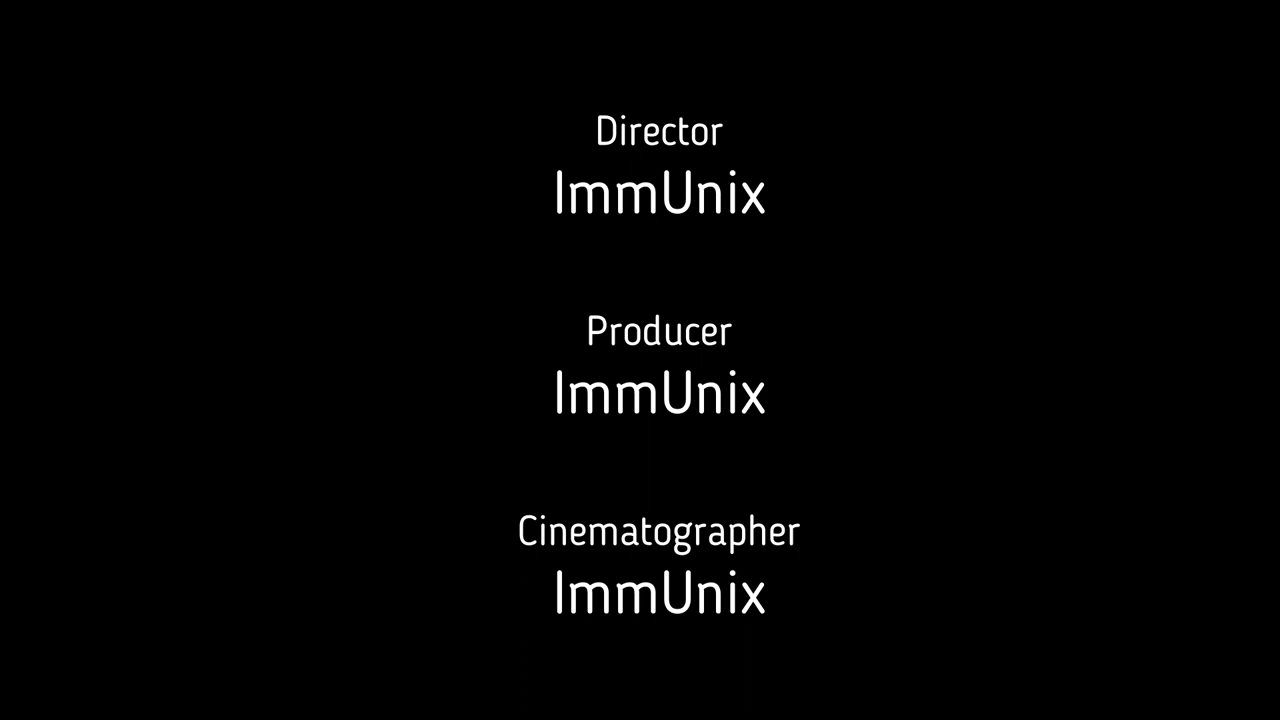 Director
ImmUnix
Producer
ImmUnix
Cinematographer
ImmUnix